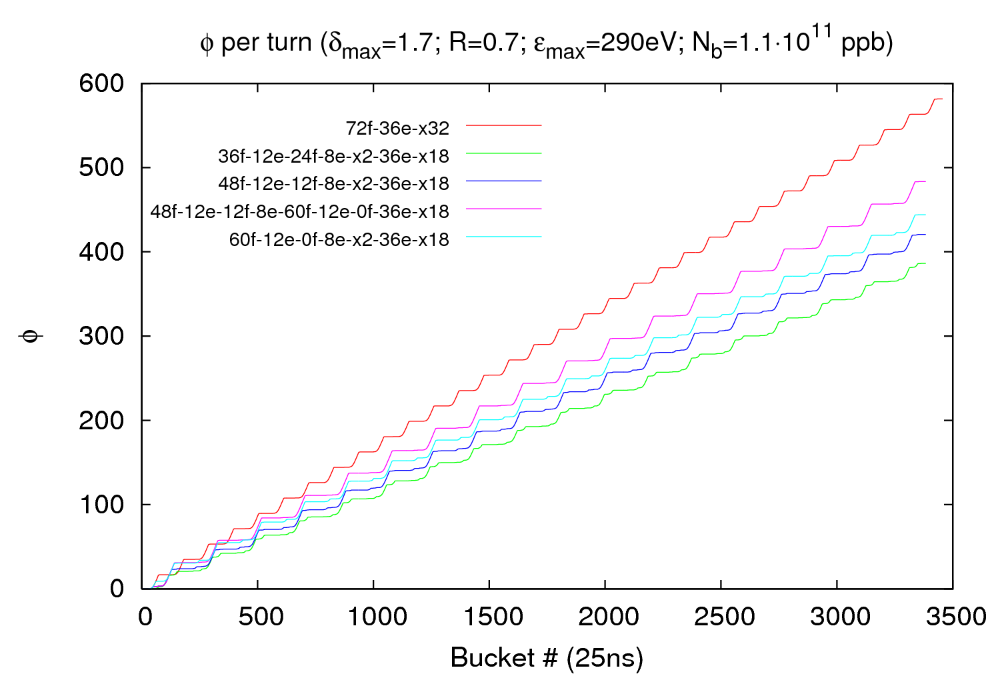 ϕ per turn (δmax=1.7; R=0.7; εmax=290eV; Nb=1.1·10^11 ppb)
600
500
400
300
200
100
0
72f-36e-x32
36f-12e-24f-8e-x2-36e-x18
48f-12e-12f-8e-x2-36e-x18
48f-12e-12f-8e-60f-12e-0f-36e-x18
60f-12e-0f-8e-x2-36e-x18
ϕ
0 500 1000 1500 2000 2500 3000 3500
Bucket # (25ns)